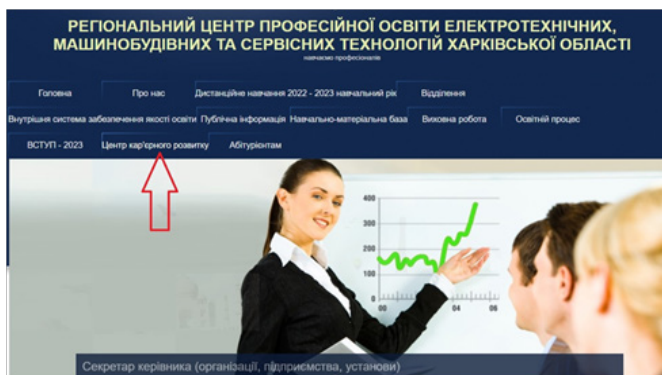 РЕГІОНАЛЬНИЙ ЦЕНТР ПРОФЕСІЙНОЇ ОСВІТИ ЕЛЕКТРОТЕХНІЧНИХ,
МАШИНОБУДІВНИХ ТА СЕРВІСНИХ ТЕХНОЛОГІЙ ХАРКІВСЬКОЇ ОБЛАСТІ
навчаємо професіоналів
Головна Про нас Дистанційне навчання 2022 - 2023 навчальний рік Відділення
Внутрішня система забезпечення якості освіти Публічна інформація Навчально-матеріальна база Виховна робота Освітній процес
ВСТУП - 2023 Центр кар'єрного розвитку Абітурієнтам
400
300
200
100
0
00 04 06
Секретар керівника (організації, підприємства, установи)